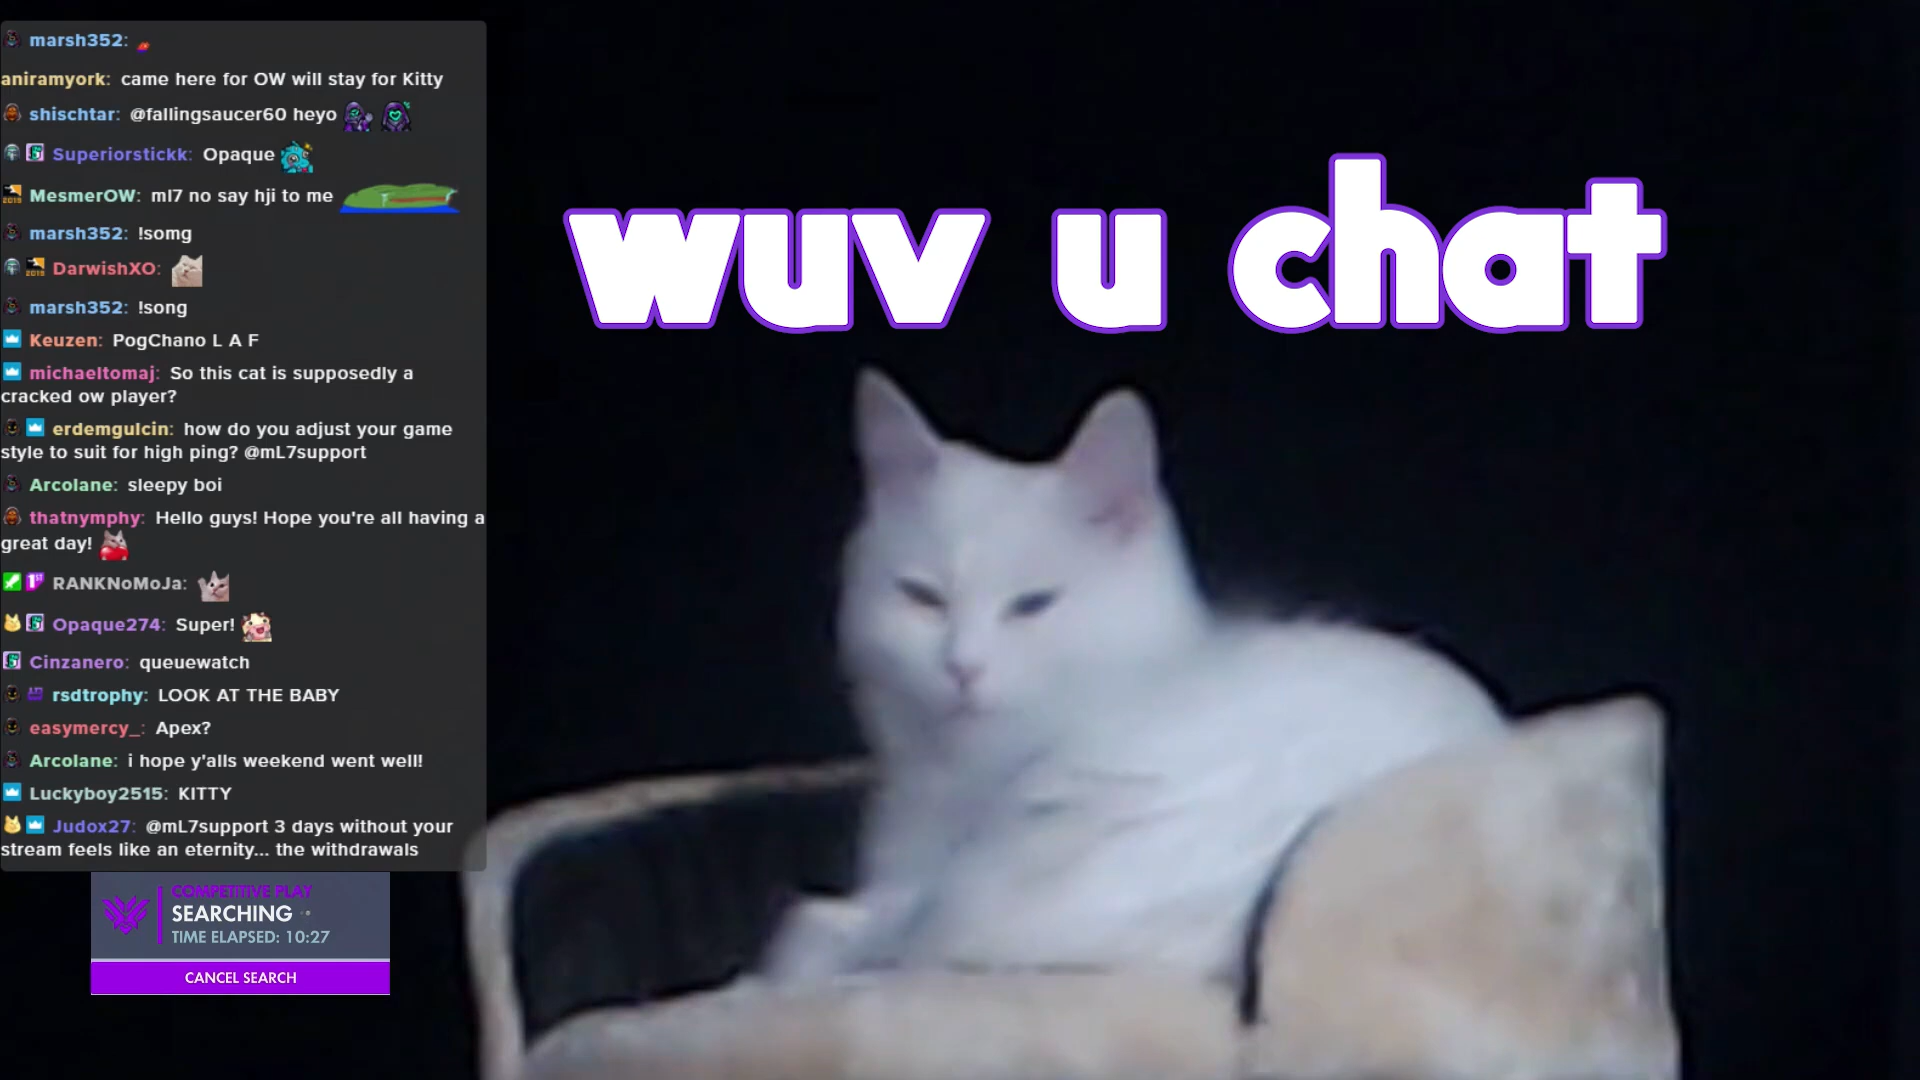 marsh352:
aniramyork: came here for OW will stay for Kitty
shischtar: @fallingsaucer60 heyo
Superiorstickk: Opaque
MesmerOW: ml7 no say hji to me
marsh352: !somg
DarwishXO:
marsh352: !song
Keuzen: PogChano L A F
michaeltomaj: So this cat is supposedly a
cracked ow player?
erdemgulcin: how do you adjust your game
style to suit for high ping? @mL7support
Arcolane: sleepy boi
thatnymphy: Hello guys! Hope you're all having a
great day!
RANKNoMoJa:
Opaque274: Super!
Cinzanero: queuewatch
rsdtrophy: LOOK AT THE BABY
easymercy_: Apex?
Arcolane: i hope y'alls weekend went well!
Luckyboy2515: KITTY
Judox27: @mL7support 3 days without your
stream feels like an eternity... the withdrawals
COMPETITIVE PLAY
SEARCHING
TIME ELAPSED: 10:27
CANCEL SEARCH
wuv u chat